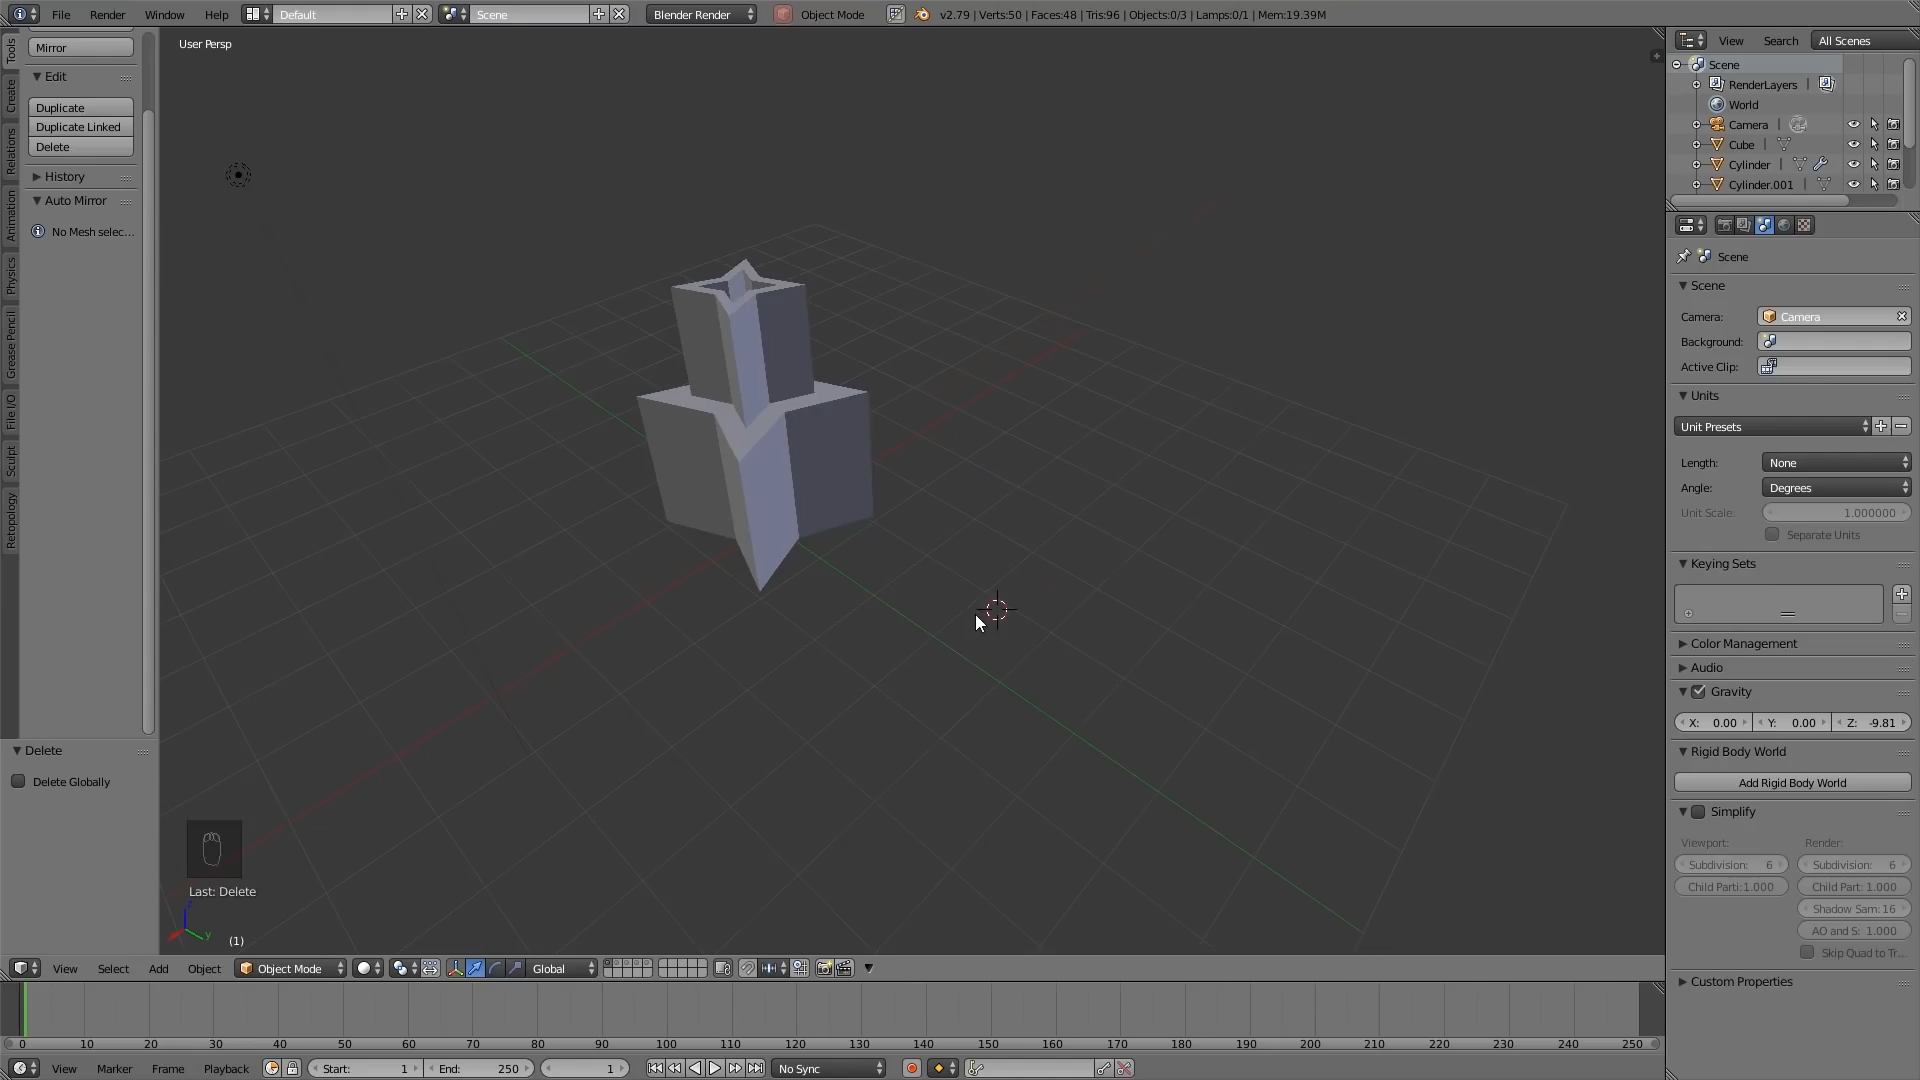 File Render Window Help Default Scene Blender Render Object Mode v2.79 | Verts:50 | Faces:48 | Tris:96 | Objects:0/3 | Lamps:0/1 | Mem:19.39M
User Persp
Tools
Create
Relations
Animation
Physics
Grease Pencil
File I/O
Sculpt
Retopology
Mirror
Edit
Duplicate
Duplicate Linked
Delete
History
Auto Mirror
No Mesh selec...
Delete
Delete Globally
Last: Delete
z
y
(1)
View Select Add Object Object Mode Global
0 10 20 30 40 50 60 70 80 90 100 110 120 130 140 150 160 170 180 190 200 210 220 230 240 250
View Marker Frame Playback Start: 1 End: 250 1 No Sync
View Search All Scenes
Scene
RenderLayers |
World
Camera |
Cube |
Cylinder |
Cylinder.001 |
Scene
Scene
Camera: Camera
Background:
Active Clip:
Units
Unit Presets
Length: None
Angle: Degrees
Unit Scale: 1.000000
Separate Units
Keying Sets
Color Management
Audio
Gravity
X: 0.00 Y: 0.00 Z: -9.81
Rigid Body World
Add Rigid Body World
Simplify
Viewport: Render:
Subdivision: 6 Subdivision: 6
Child Parti:1.000 Child Part: 1.000
Shadow Sam: 16
AO and S: 1.000
Skip Quad to Tr...
Custom Properties